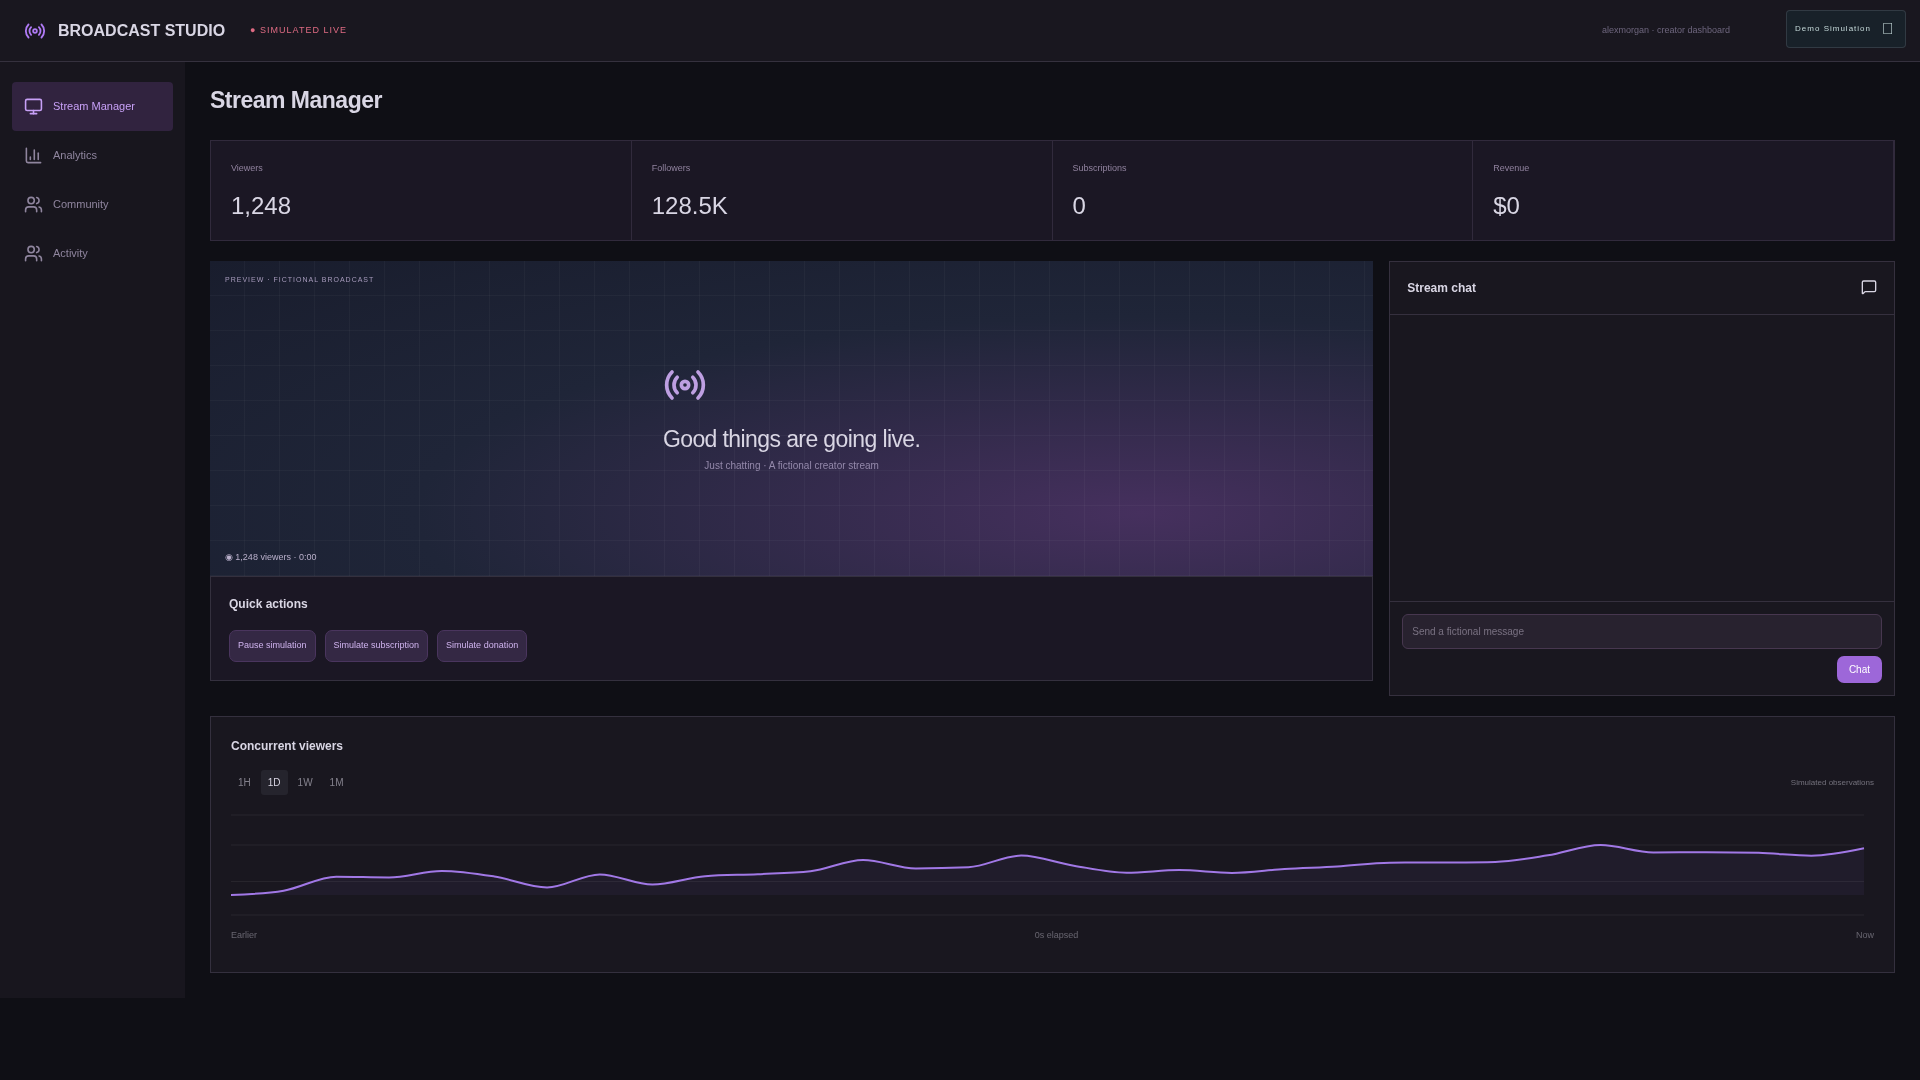 BROADCAST STUDIO
● SIMULATED LIVE
alexmorgan · creator dashboard
Demo Simulation
Stream Manager
Analytics
Community
Activity
Stream Manager
Viewers
1,248
Followers
128.5K
Subscriptions
0
Revenue
$0
PREVIEW · FICTIONAL BROADCAST
Good things are going live.
Just chatting · A fictional creator stream
◉ 1,248 viewers · 0:00
Quick actions
Pause simulation
Simulate subscription
Simulate donation
Stream chat
Send a fictional message
Chat
Concurrent viewers
1H 1D 1W 1M
Simulated observations
Earlier
0s elapsed
Now